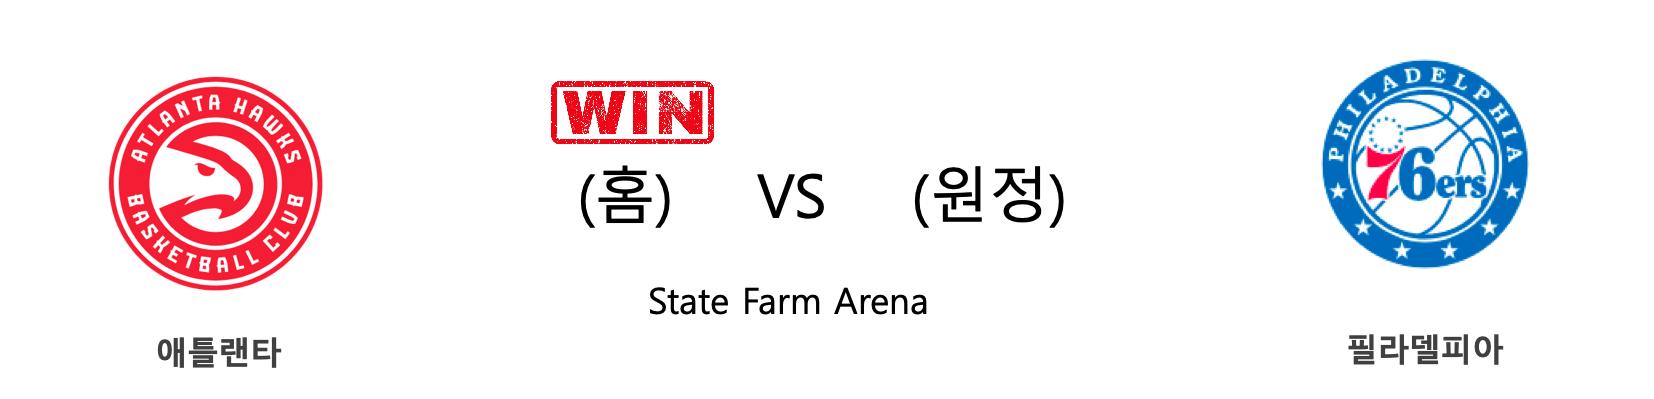 ATLANTA HAWKS
BASKETBALL CLUB
애틀랜타
WIN
(홈) VS (원정)
State Farm Arena
PHILADELPHIA
76ers
필라델피아